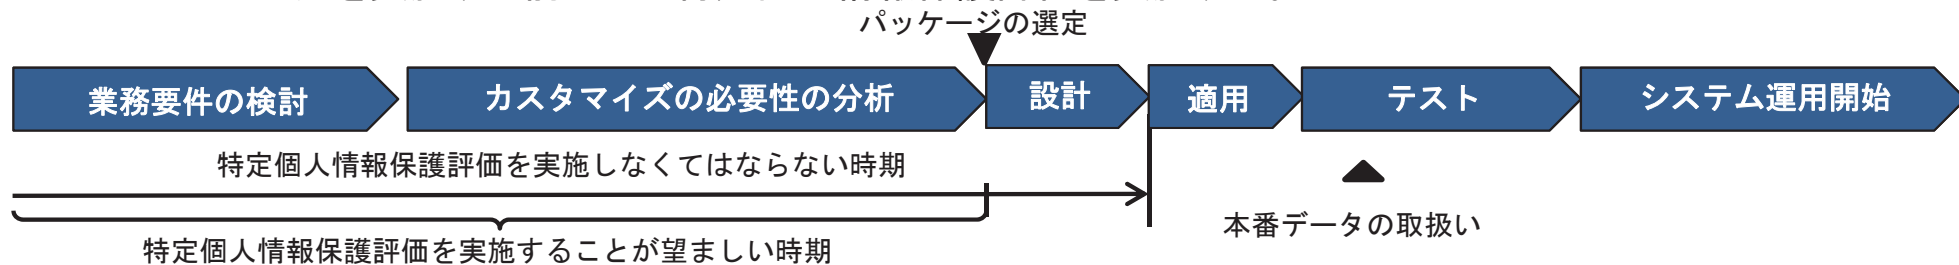 パッケージの選定
業務要件の検討
カスタマイズの必要性の分析
設計
適用
テスト
システム運用開始
特定個人情報保護評価を実施しなくてはならない時期
本番データの取扱い
特定個人情報保護評価を実施することが望ましい時期